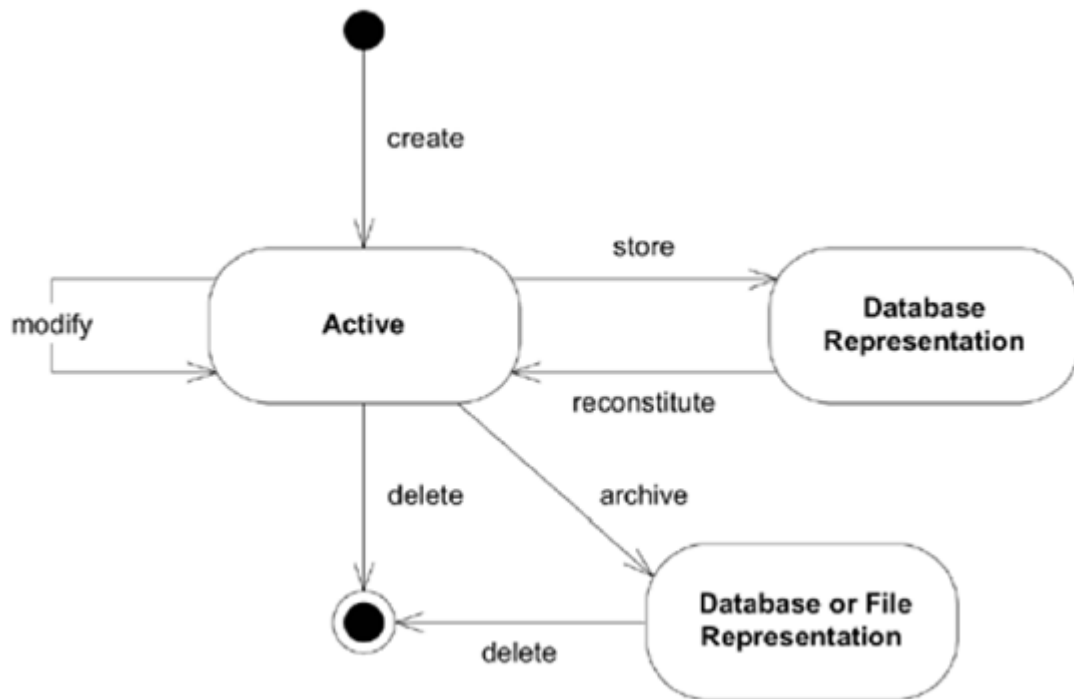 create
store
modify
Active
Database
Representation
reconstitute
delete
archive
Database or File
Representation
delete